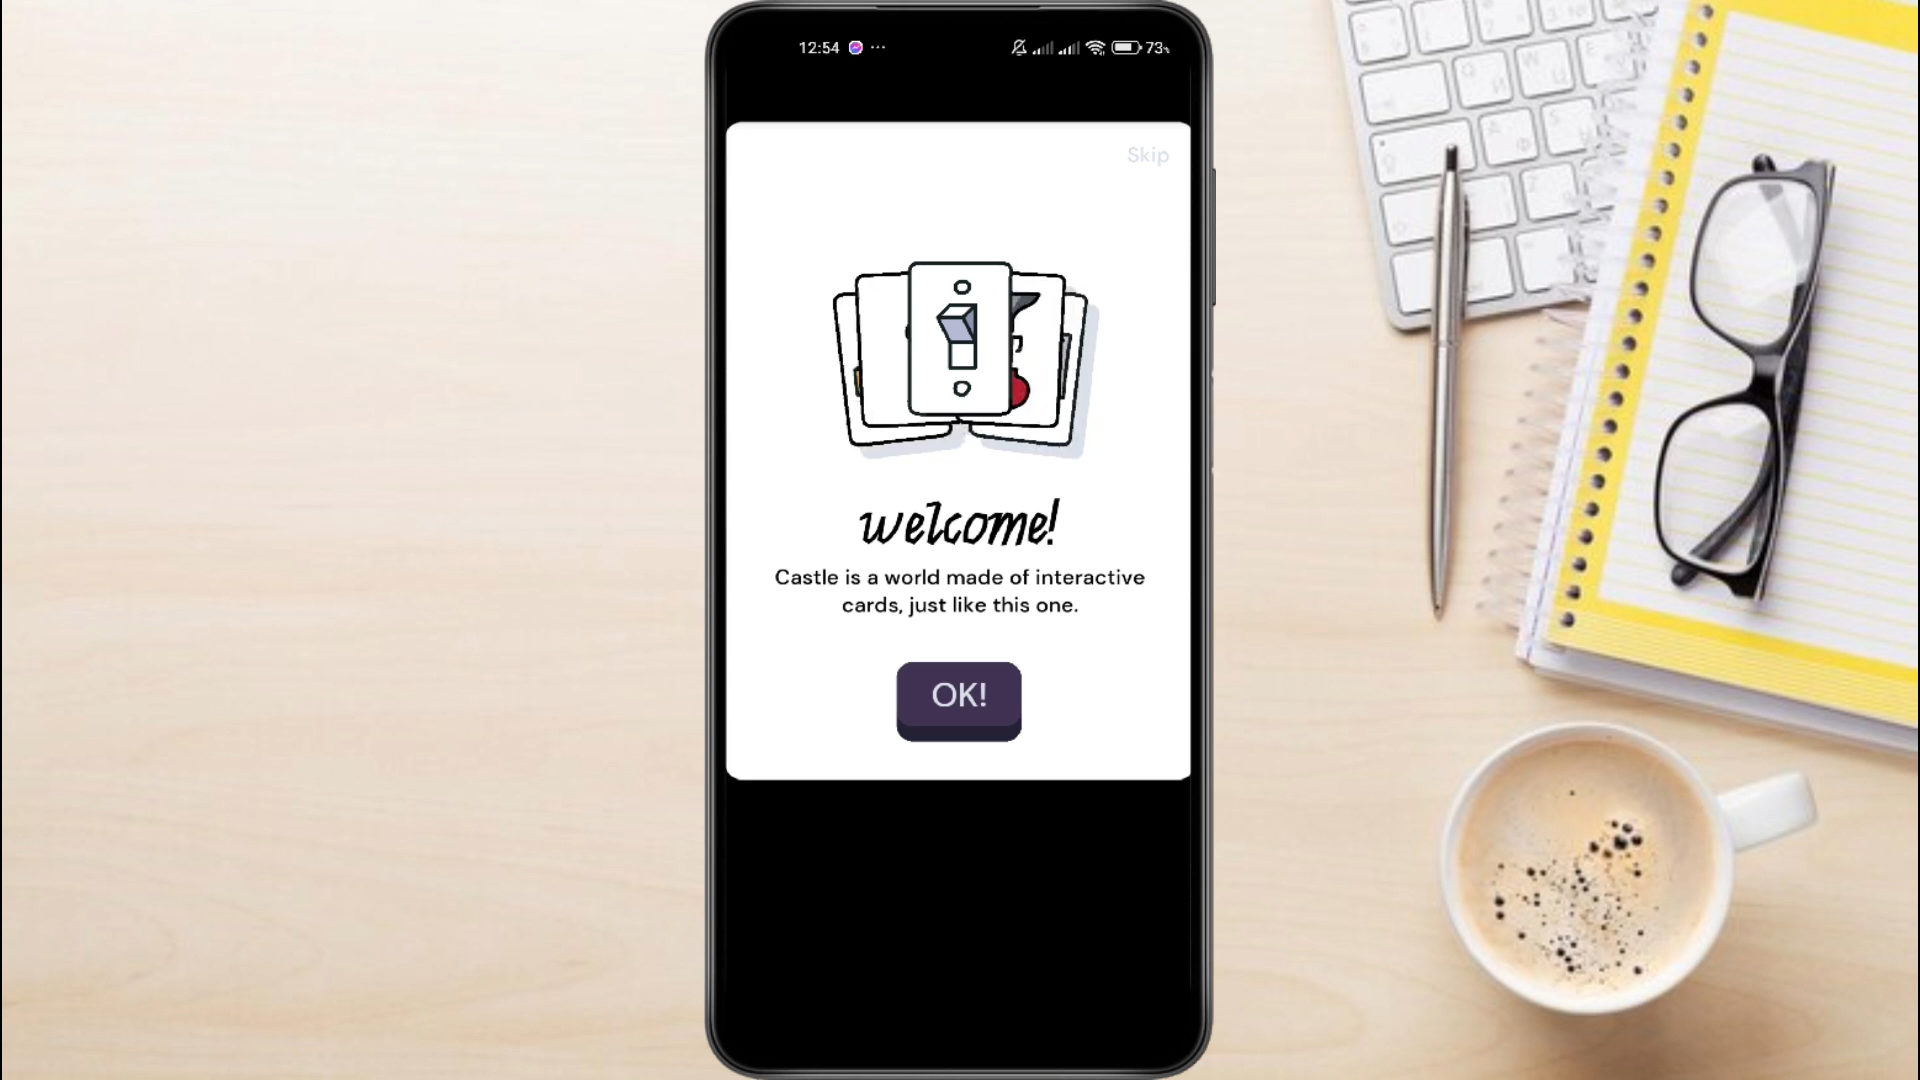 12:54 ··· 73%
Skip
welcome!
Castle is a world made of interactive
cards, just like this one.
OK!